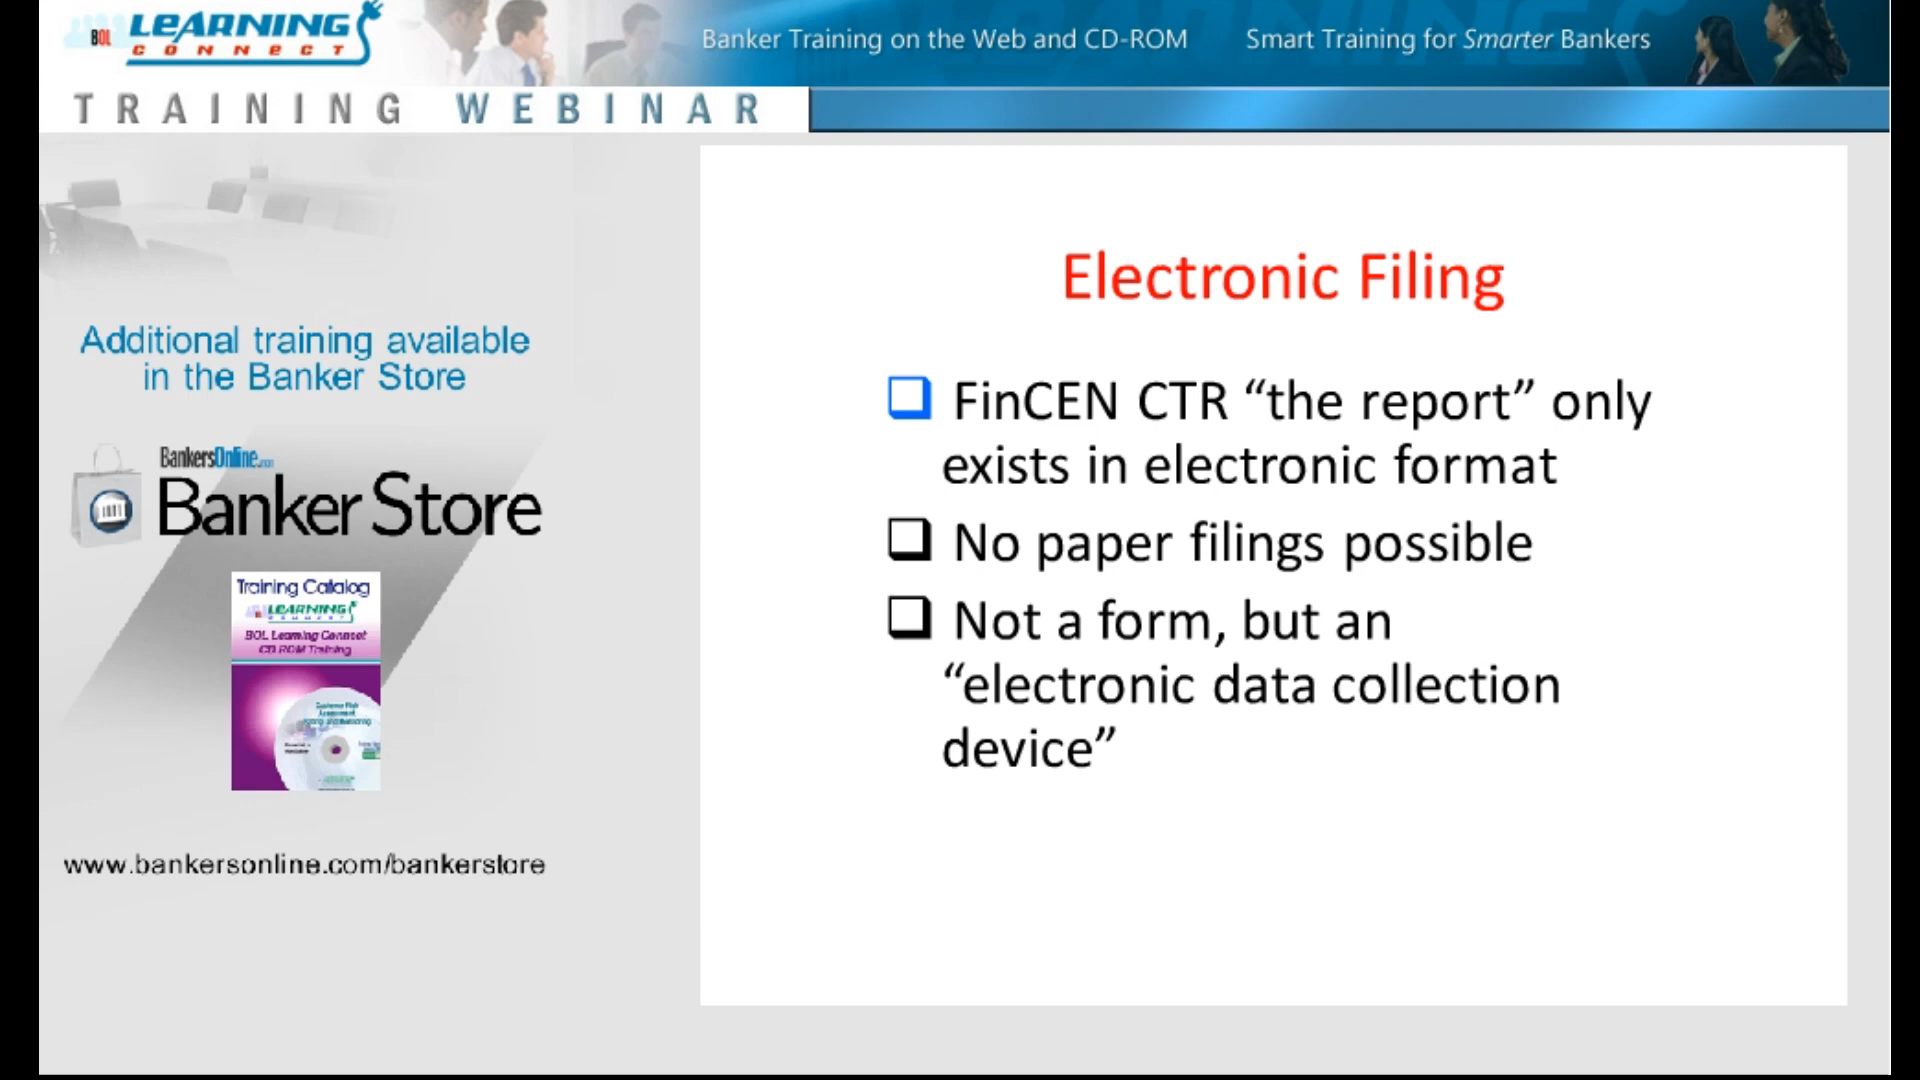 BOL LEARNING
CONNECT
Banker Training on the Web and CD-ROM
Smart Training for Smarter Bankers
TRAINING WEBINAR
Additional training available
in the Banker Store
BankersOnline.com
Banker Store
Training Catalog
LEARNING
CONNECT
BOL Learning Connect
CD ROM Training
www.bankersonline.com/bankerstore
Electronic Filing
FinCEN CTR “the report” only
exists in electronic format
No paper filings possible
Not a form, but an
“electronic data collection
device”